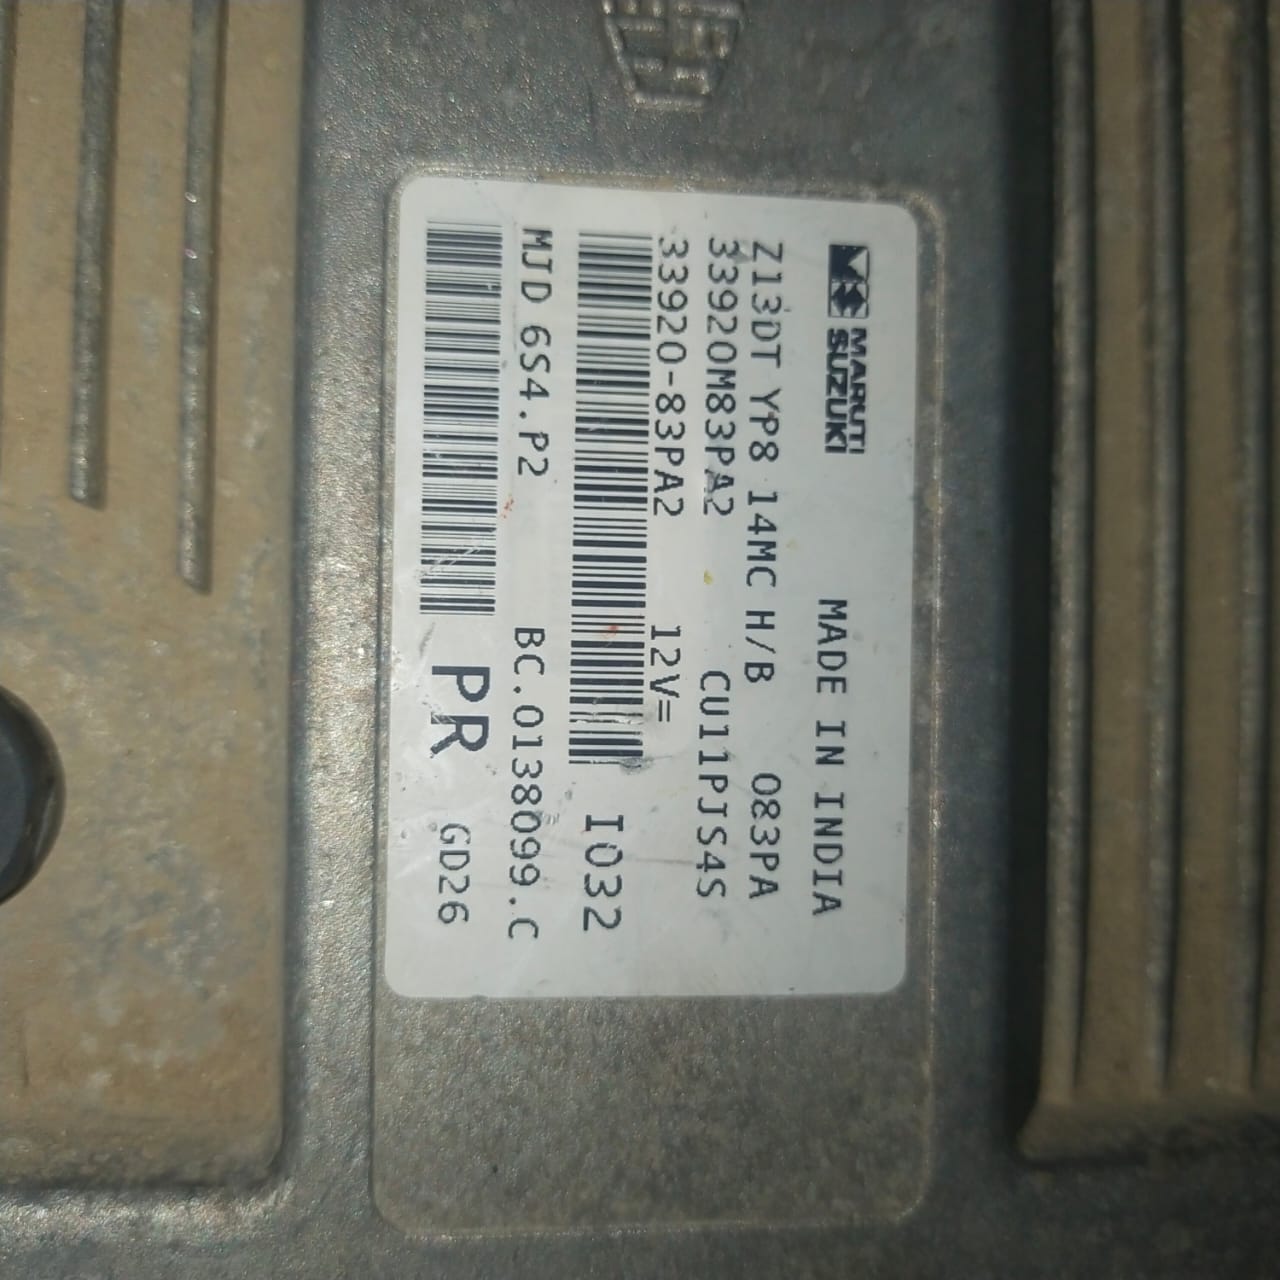 MARUTI
SUZUKI
MADE IN INDIA
Z13DT YP8 14MC H/B 083PA
33920M83PA2 CU11PJS4S
33920-83PA2 12V=
I032
MJD 6S4.P2 BC.0138099.C
PR GD26